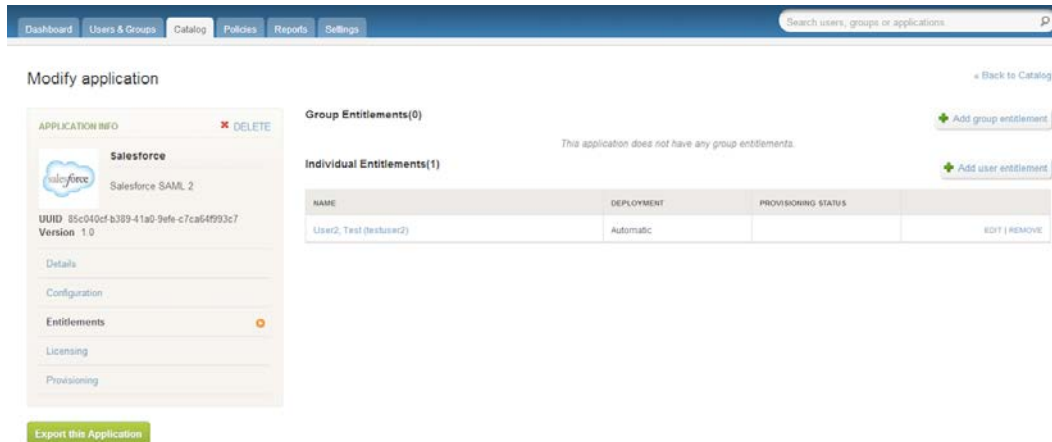 Dashboard Users & Groups Catalog Policies Reports Settings
Search users, groups or applications
Modify application
« Back to Catalog
APPLICATION INFO
DELETE
salesforce
Salesforce
Salesforce SAML 2
UUID 85c040cf-b389-41a0-9efe-c7ca64f993c7
Version 1.0
Details
Configuration
Entitlements
Licensing
Provisioning
Export this Application
Group Entitlements(0)
Add group entitlement
This application does not have any group entitlements.
Individual Entitlements(1)
Add user entitlement
NAME DEPLOYMENT PROVISIONING STATUS
User2, Test (testuser2) Automatic EDIT | REMOVE